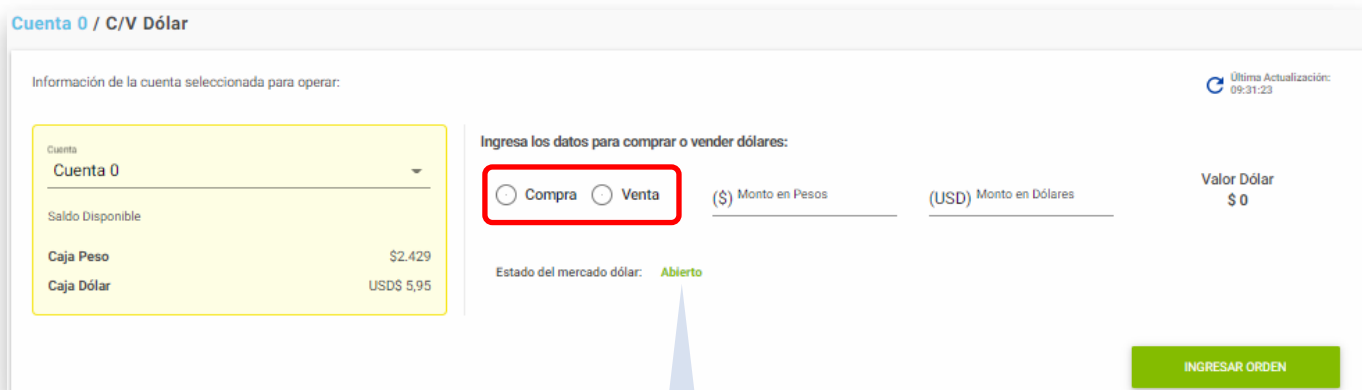 Cuenta 0 / C/V Dólar
Información de la cuenta seleccionada para operar:
Última Actualización:
09:31:23
Cuenta
Cuenta 0
Saldo Disponible
Caja Peso $2.429
Caja Dólar USD$ 5,95
Ingresa los datos para comprar o vender dólares:
Compra Venta ($) Monto en Pesos (USD) Monto en Dólares
Valor Dólar
$ 0
Estado del mercado dólar: Abierto
INGRESAR ORDEN